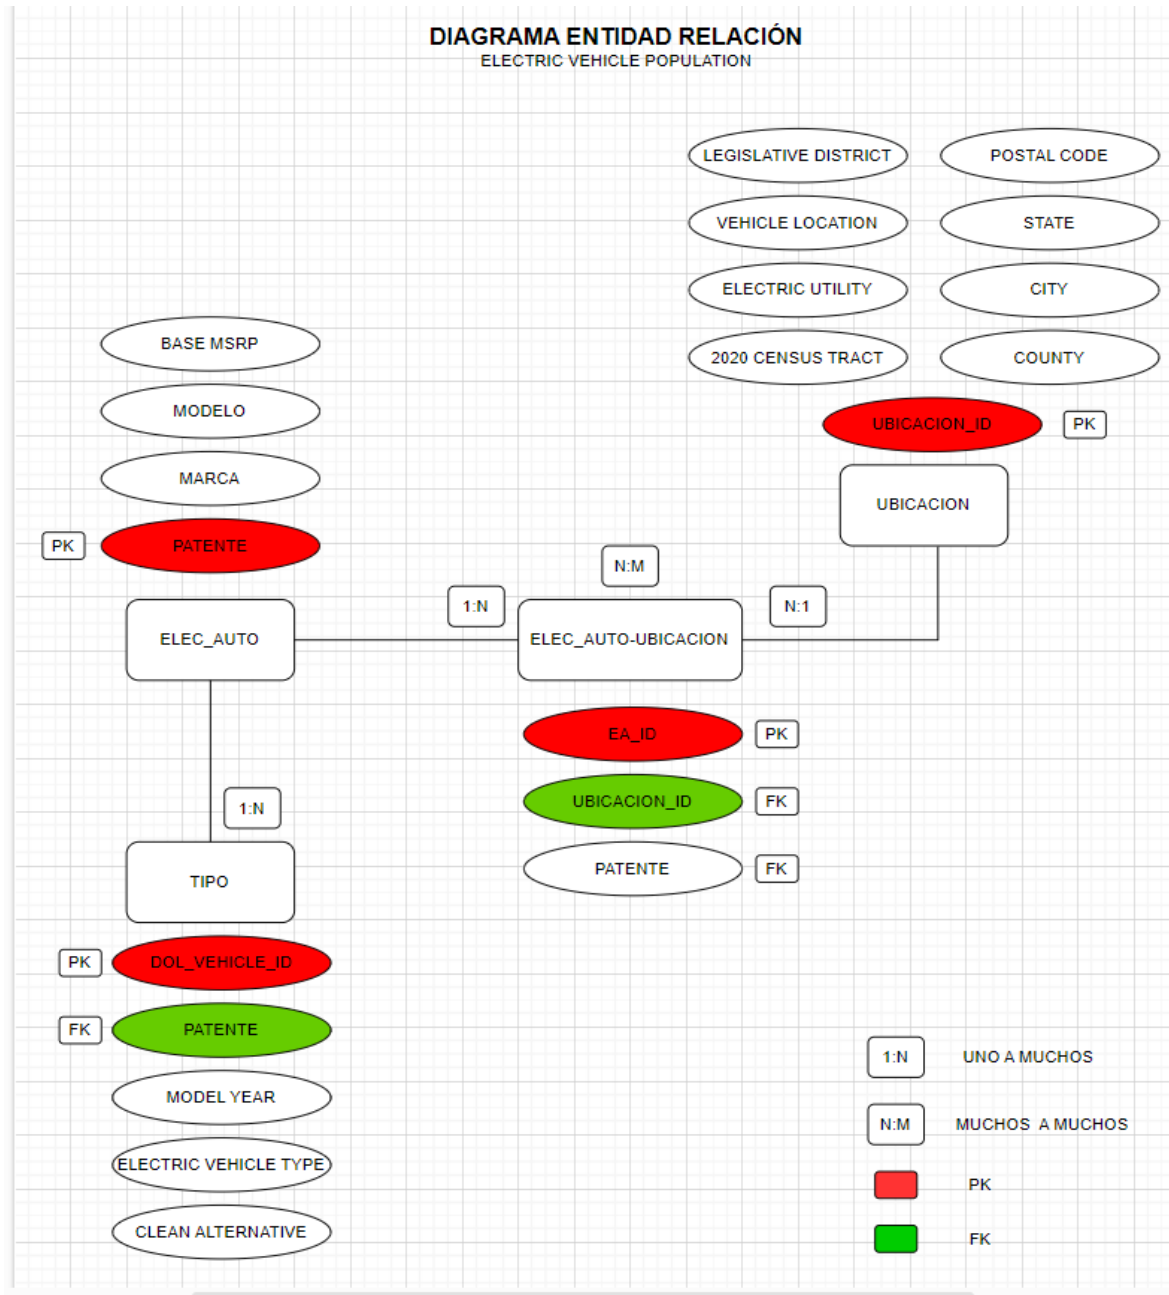 DIAGRAMA ENTIDAD RELACIÓN
ELECTRIC VEHICLE POPULATION
LEGISLATIVE DISTRICT
POSTAL CODE
VEHICLE LOCATION
STATE
ELECTRIC UTILITY
CITY
2020 CENSUS TRACT
COUNTY
UBICACION_ID
PK
UBICACION
BASE MSRP
MODELO
MARCA
PK
PATENTE
ELEC_AUTO
1:N
N:M
ELEC_AUTO-UBICACION
N:1
EA_ID
PK
UBICACION_ID
FK
PATENTE
FK
1:N
TIPO
PK
DOL_VEHICLE_ID
FK
PATENTE
MODEL YEAR
ELECTRIC VEHICLE TYPE
CLEAN ALTERNATIVE
1:N
UNO A MUCHOS
N:M
MUCHOS A MUCHOS
PK
FK